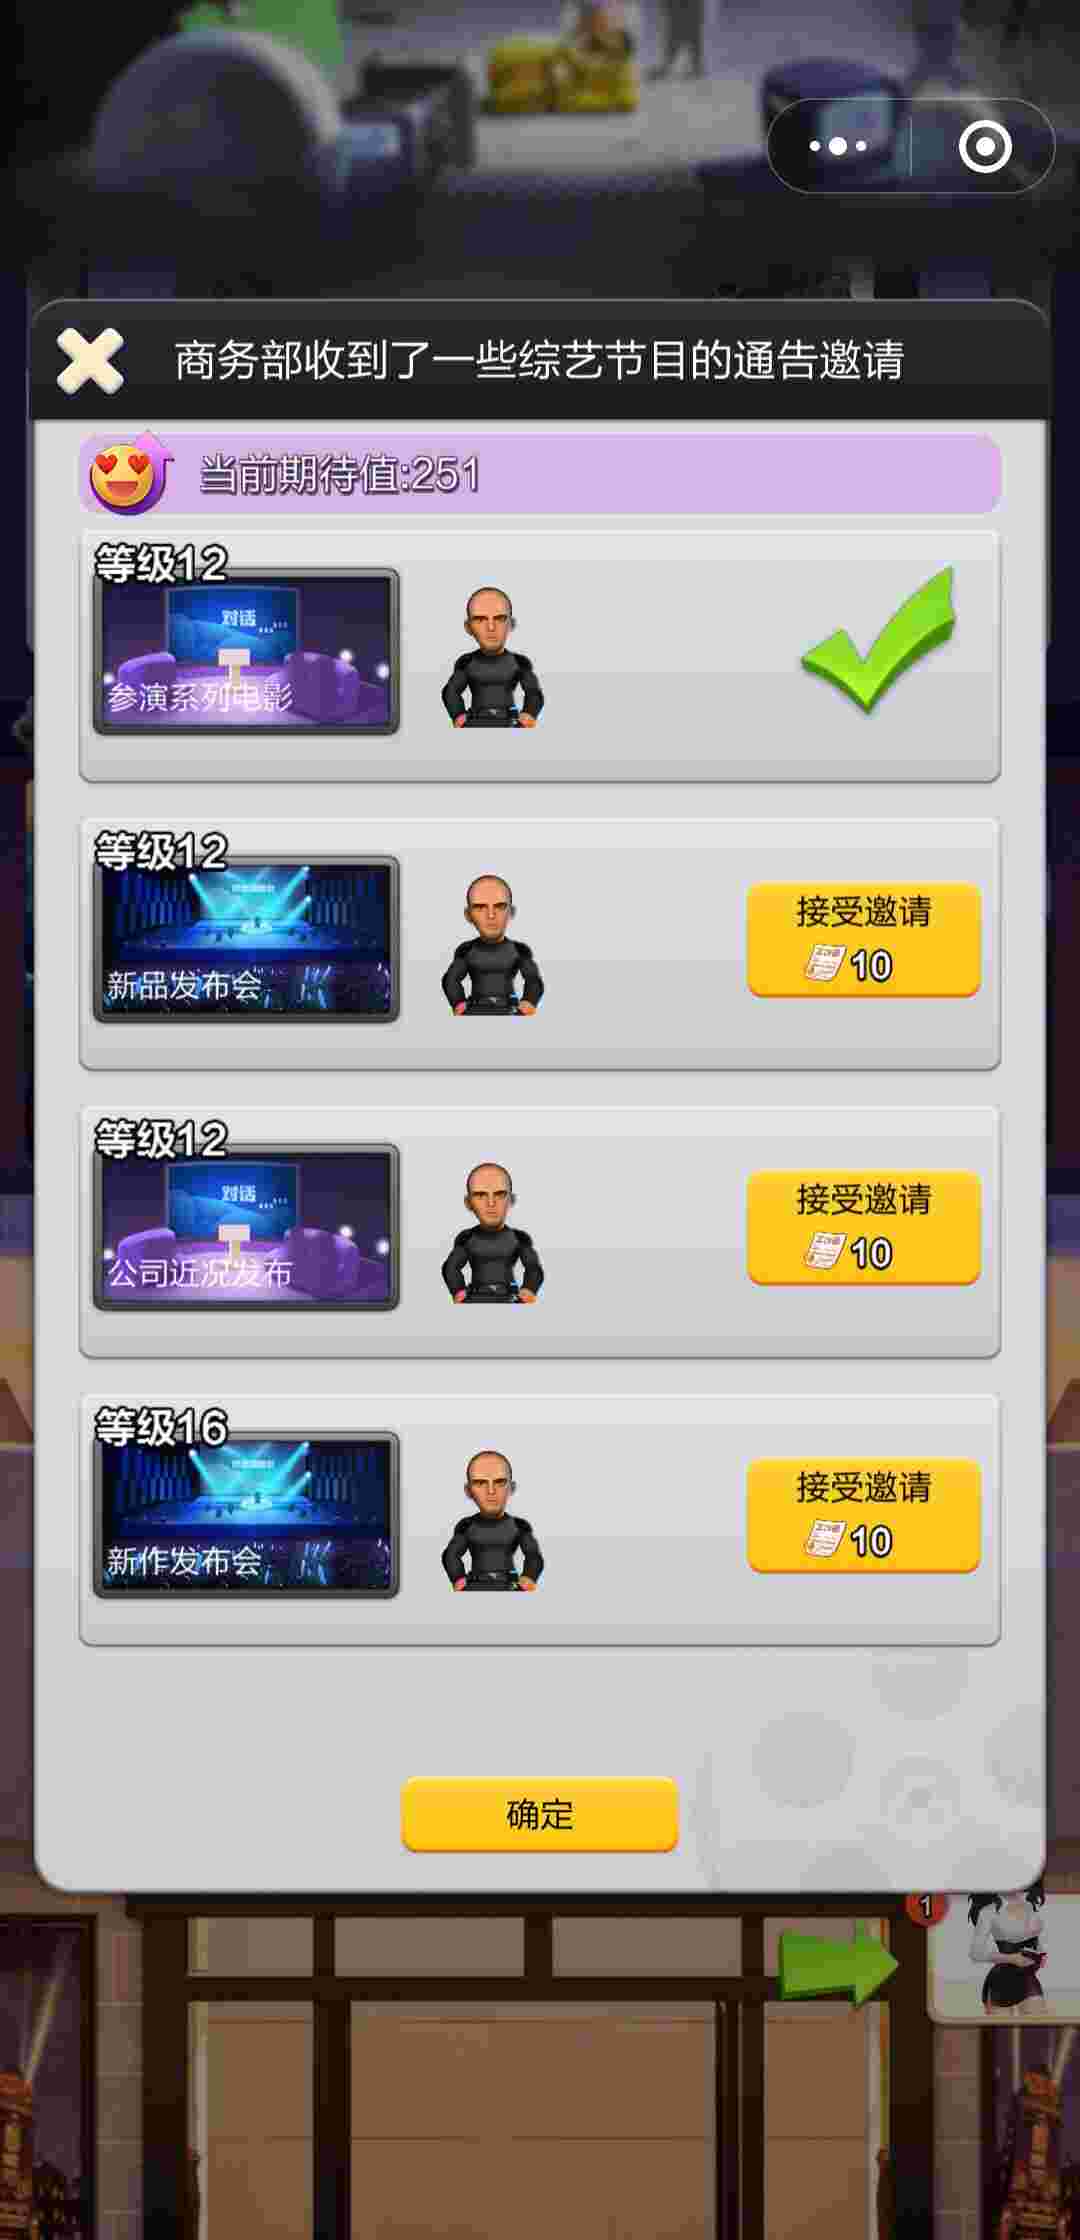 商务部收到了一些综艺节目的通告邀请
当前期待值:251
等级12
对话
参演系列电影
等级12
新品发布会
接受邀请
10
等级12
对话
公司近况发布
接受邀请
10
等级16
新作发布会
接受邀请
10
确定
1